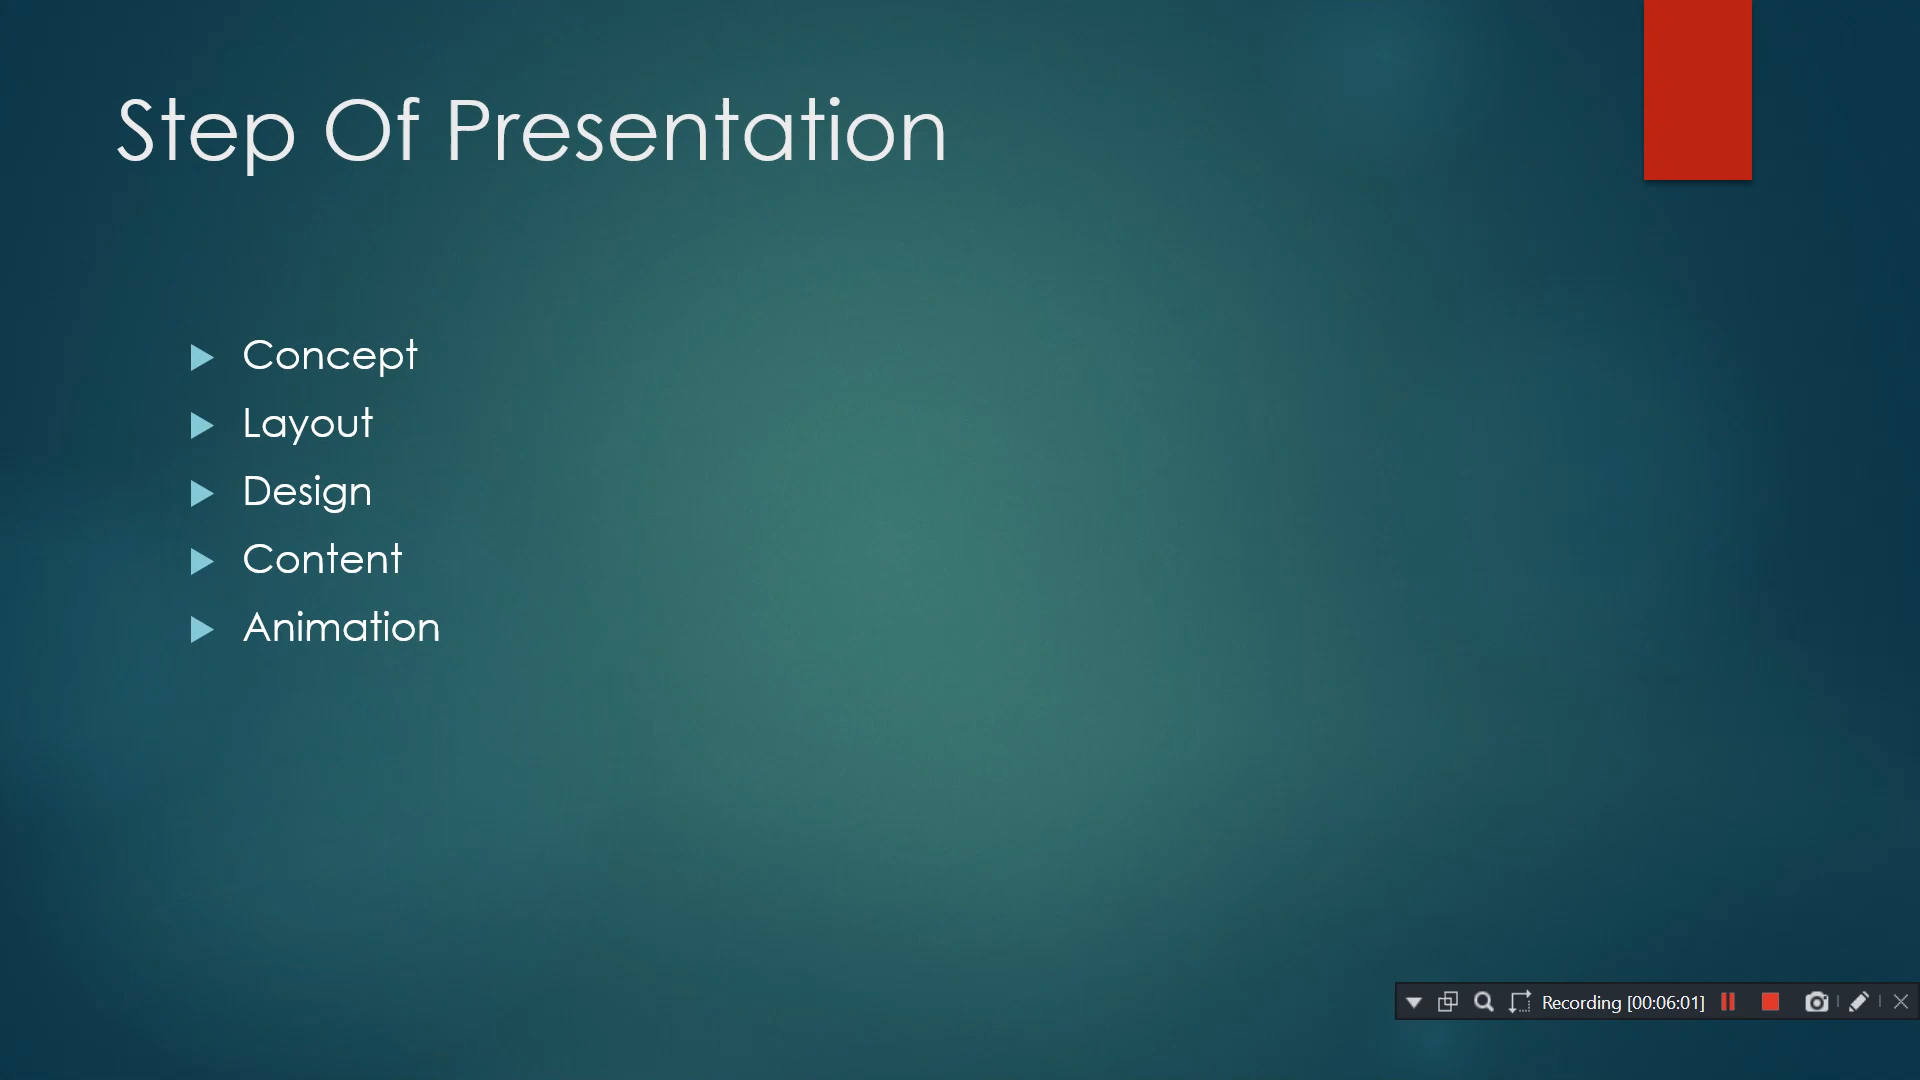 Step Of Presentation
Concept
Layout
Design
Content
Animation
Recording [00:06:01]